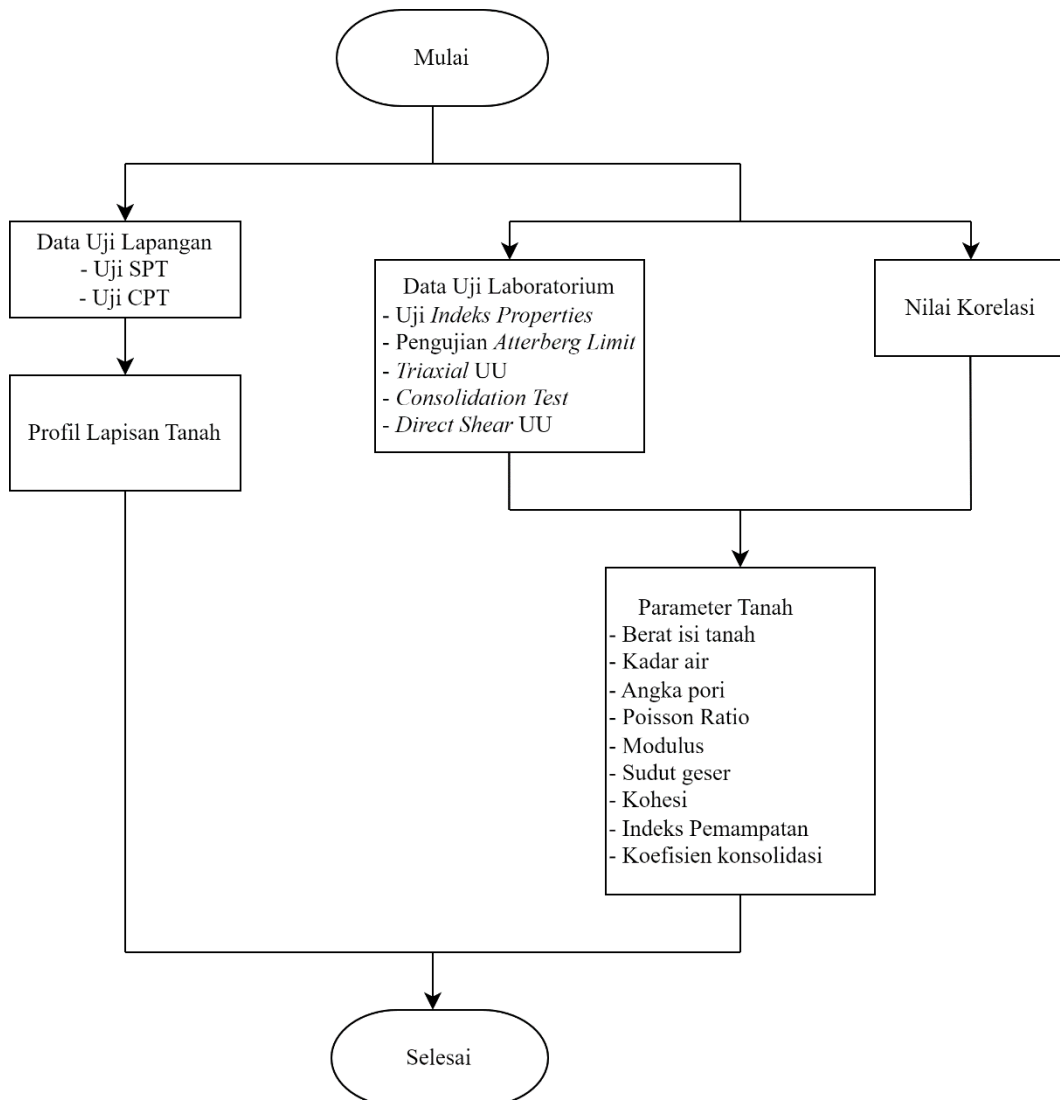 Mulai
Data Uji Lapangan
- Uji SPT
- Uji CPT
Profil Lapisan Tanah
Data Uji Laboratorium
- Uji Indeks Properties
- Pengujian Atterberg Limit
- Triaxial UU
- Consolidation Test
- Direct Shear UU
Nilai Korelasi
Parameter Tanah
- Berat isi tanah
- Kadar air
- Angka pori
- Poisson Ratio
- Modulus
- Sudut geser
- Kohesi
- Indeks Pemampatan
- Koefisien konsolidasi
Selesai